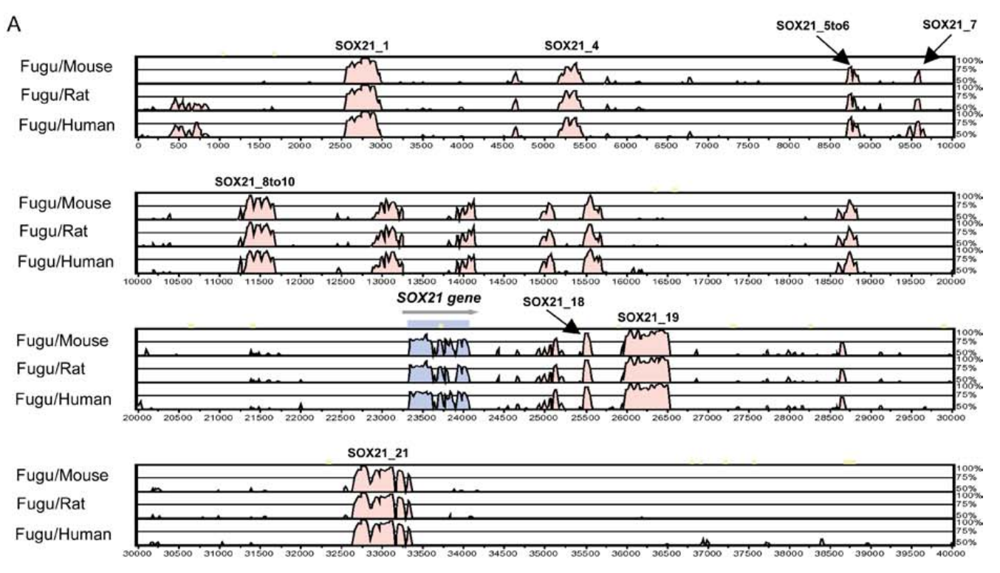 A
SOX21_1 SOX21_4 SOX21_5to6 SOX21_7
Fugu/Mouse 100% 75% 50%
Fugu/Rat 100% 75% 50%
Fugu/Human 100% 75% 50%
0 500 1000 1500 2000 2500 3000 3500 4000 4500 5000 5500 6000 6500 7000 7500 8000 8500 9000 9500 10000
SOX21_8to10
Fugu/Mouse 100% 75% 50%
Fugu/Rat 100% 75% 50%
Fugu/Human 100% 75% 50%
10000 10500 11000 11500 12000 12500 13000 13500 14000 14500 15000 15500 16000 16500 17000 17500 18000 18500 19000 19500 20000
SOX21 gene SOX21_18 SOX21_19
Fugu/Mouse 100% 75% 50%
Fugu/Rat 100% 75% 50%
Fugu/Human 100% 75% 50%
20000 20500 21000 21500 22000 22500 23000 23500 24000 24500 25000 25500 26000 26500 27000 27500 28000 28500 29000 29500 30000
SOX21_21
Fugu/Mouse 100% 75% 50%
Fugu/Rat 100% 75% 50%
Fugu/Human 100% 75% 50%
30000 30500 31000 31500 32000 32500 33000 33500 34000 34500 35000 35500 36000 36500 37000 37500 38000 38500 39000 39500 40000